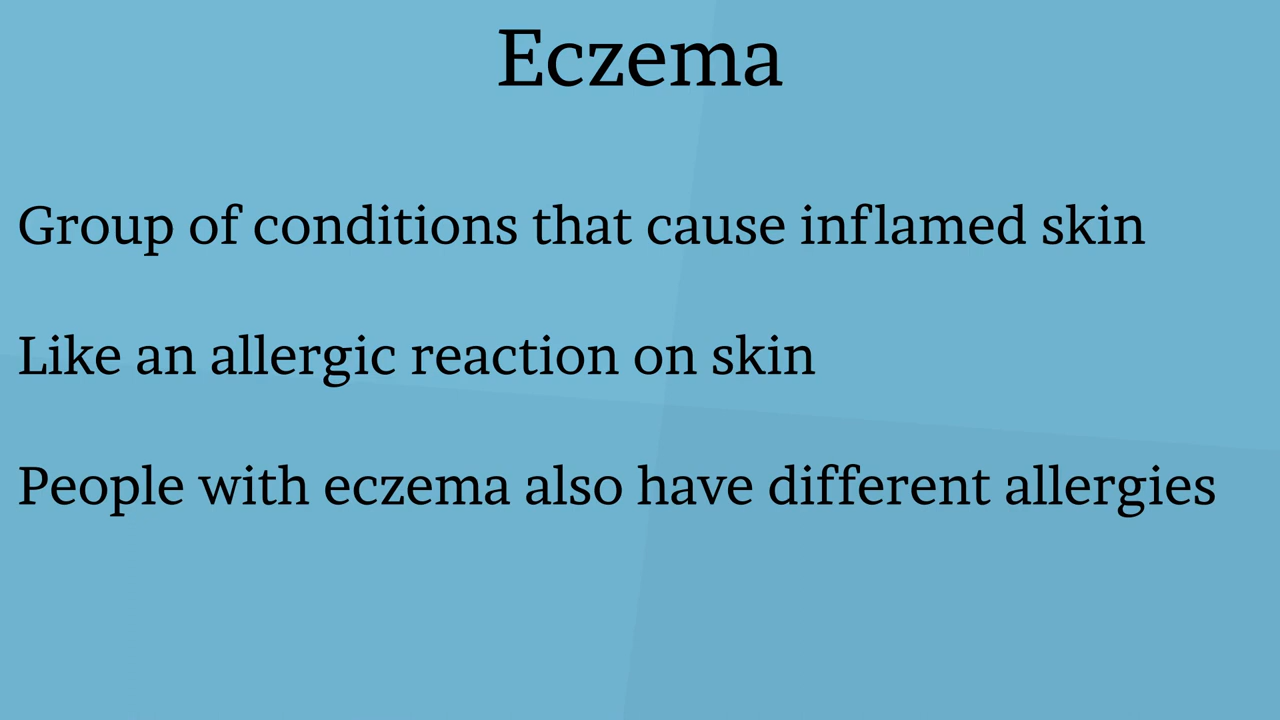 Eczema
Group of conditions that cause inflamed skin
Like an allergic reaction on skin
People with eczema also have different allergies